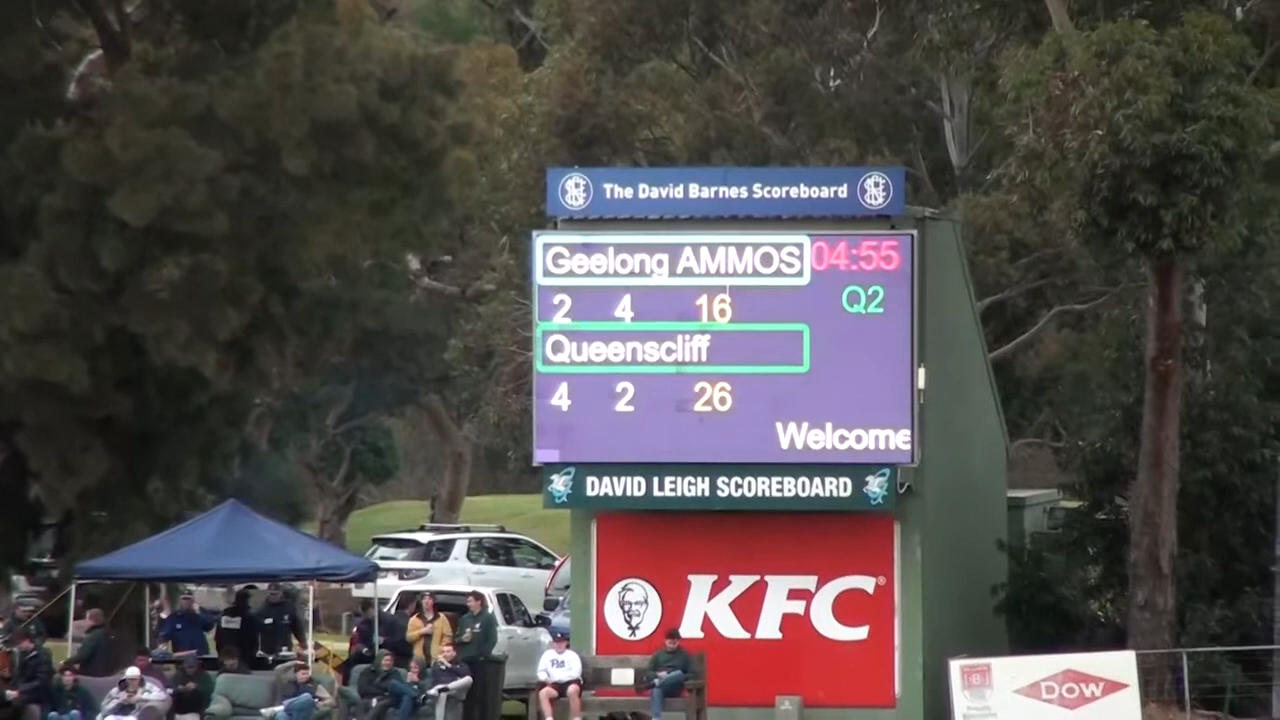 The David Barnes Scoreboard
Geelong AMMOS 04:55
2 4 16 Q2
Queenscliff
4 2 26
Welcome
DAVID LEIGH SCOREBOARD
KFC®
DOW